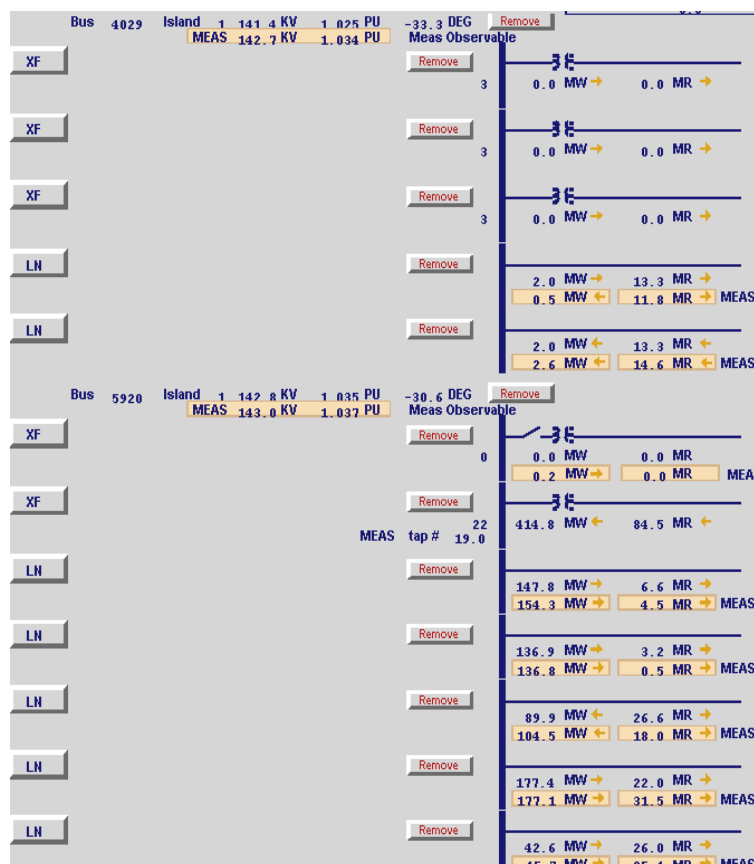 Bus 4029 Island 1 141.4 KV 1.025 PU -33.3 DEG Remove
MEAS 142.7 KV 1.034 PU Meas Observable
XF Remove
3 0.0 MW → 0.0 MR →
XF Remove
3 0.0 MW → 0.0 MR →
XF Remove
3 0.0 MW → 0.0 MR →
LN Remove
2.0 MW → 13.3 MR →
0.5 MW ← 11.8 MR → MEAS
LN Remove
2.0 MW ← 13.3 MR ←
2.6 MW ← 14.6 MR ← MEAS
Bus 5920 Island 1 142.8 KV 1.035 PU -30.6 DEG Remove
MEAS 143.0 KV 1.037 PU Meas Observable
XF Remove
0 0.0 MW 0.0 MR
0.2 MW → 0.0 MR MEA
XF Remove
22 414.8 MW ← 84.5 MR ←
MEAS tap # 19.0
LN Remove
147.8 MW → 6.6 MR →
154.3 MW → 4.5 MR → MEAS
LN Remove
136.9 MW → 3.2 MR →
136.8 MW → 0.5 MR → MEAS
LN Remove
89.9 MW ← 26.6 MR →
104.5 MW ← 18.0 MR → MEAS
LN Remove
177.4 MW → 22.0 MR →
177.1 MW → 31.5 MR → MEAS
LN Remove
42.6 MW → 26.0 MR →
MW → MR → MEAS